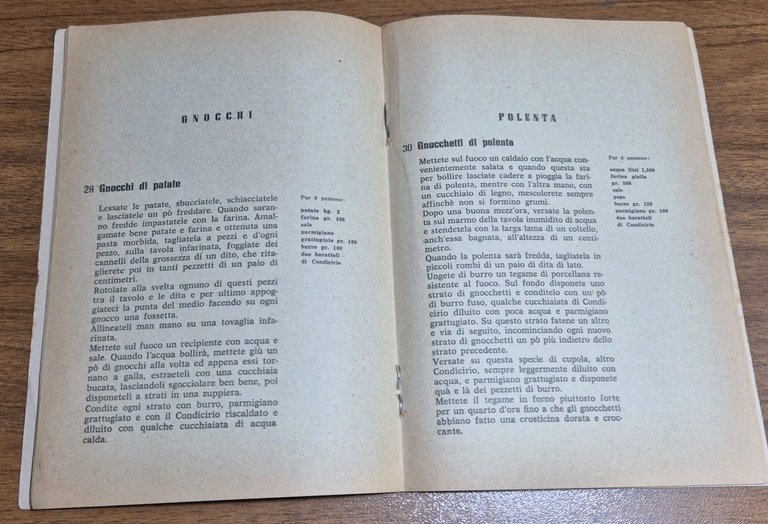 GNOCCHI
29 Gnocchi di patate
Lessate le patate, sbucciatele, schiacciatele
e lasciatele un pò freddare. Quando saran-
no fredde impastatele con la farina. Amal-
gamate bene patate e farina e ottenuta una
pasta morbida, tagliatela a pezzi e d'ogni
pezzo, sulla tavola infarinata, foggiate dei
cannelli della grossezza di un dito, che ta-
glierete poi in tanti pezzetti di un paio di
centimetri.
Rotolate alla svelta ognuno di questi pezzi
tra il tavolo e le dita e per ultimo appog-
giateci la punta del medio facendo su ogni
gnocco una fossetta.
Allineateli man mano su una tovaglia infa-
rinata.
Mettete sul fuoco un recipiente con acqua e
sale. Quando l'acqua bollirà, mettete giù un
pò di gnocchi alla volta ed appena essi tor-
nano a galla, estraeteli con una cucchiaia
bucata, lasciandoli sgocciolare ben bene, poi
disponeteli a strati in una zuppiera.
Condite ogni strato con burro, parmigiano
grattugiato e con il Condicirio riscaldato e
diluito con qualche cucchiaiata di acqua
calda.
Per 6 persone:
patate kg. 2
farina gr. 400
sale
parmigiano
grattugiato gr. 100
burro gr. 100
due barattoli
di Condicirio
POLENTA
30 Gnocchetti di polenta
Mettete sul fuoco un caldaio con l'acqua con-
venientemente salata e quando questa sta
per bollire lasciate cadere a pioggia la fari-
na di polenta, mentre con l'altra mano, con
un cucchiaio di legno, mescolerete sempre
affinchè non si formino grumi.
Dopo una buona mezz'ora, versate la polen-
ta sul marmo della tavola inumidito di acqua
e stendetela con la larga lama di un coltello,
anch'essa bagnata, all'altezza di un centi-
metro.
Quando la polenta sarà fredda, tagliatela in
piccoli rombi di un paio di dita di lato.
Ungete di burro un tegame di porcellana re-
sistente al fuoco. Sul fondo disponete uno
strato di gnocchetti e conditelo con un pò
di burro fuso, qualche cucchiaiata di Condi-
cirio diluito con poca acqua e parmigiano
grattugiato. Su questo strato fatene un altro
e via di seguito, incominciando ogni nuovo
strato di gnocchetti un pò più indietro dello
strato precedente.
Versate su questa specie di cupola, altro
Condicirio, sempre leggermente diluito con
acqua, e parmigiano grattugiato e disponete
quà e là dei pezzetti di burro.
Mettete il tegame in forno piuttosto forte
per un quarto d'ora fino a che gli gnocchetti
abbiano fatto una crosticina dorata e croc-
cante.
Per 6 persone:
acqua litri 1,500
farina gialla
gr. 500
sale
pepe
burro gr. 150
parmigiano gr. 150
due barattoli
di Condicirio